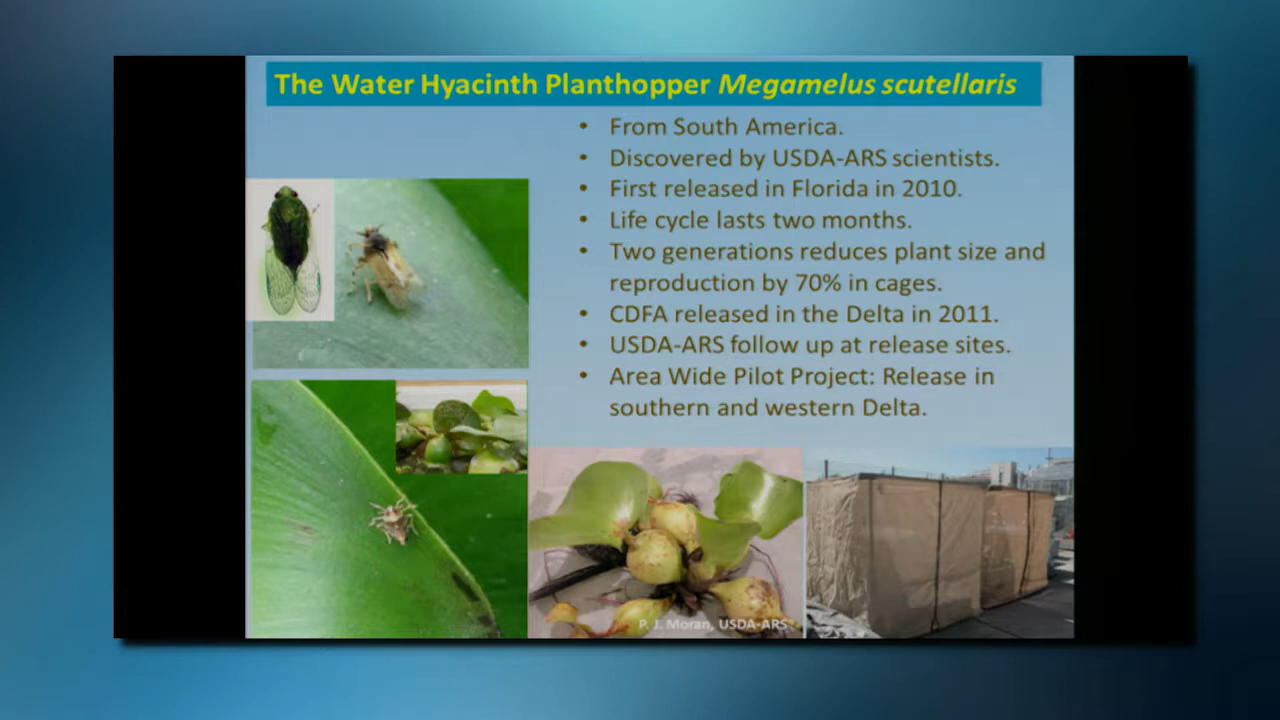 The Water Hyacinth Planthopper Megamelus scutellaris
• From South America.
• Discovered by USDA-ARS scientists.
• First released in Florida in 2010.
• Life cycle lasts two months.
• Two generations reduces plant size and
reproduction by 70% in cages.
• CDFA released in the Delta in 2011.
• USDA-ARS follow up at release sites.
• Area Wide Pilot Project: Release in
southern and western Delta.
P. J. Moran, USDA-ARS